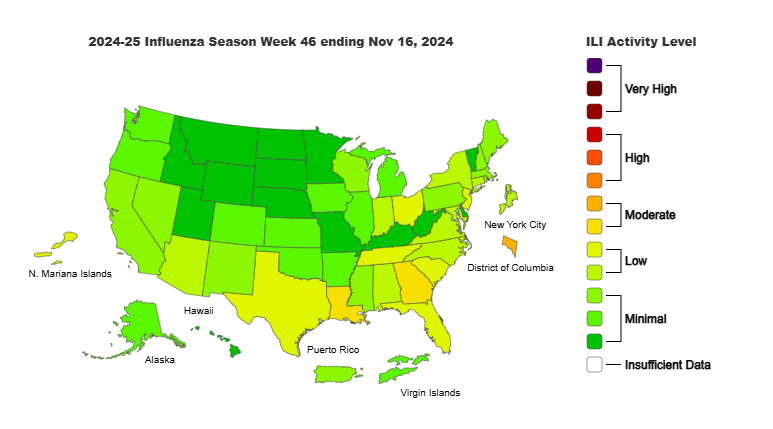 2024-25 Influenza Season Week 46 ending Nov 16, 2024
ILI Activity Level
Very High
High
Moderate
Low
Minimal
Insufficient Data
New York City
District of Columbia
N. Mariana Islands
Hawaii
Alaska
Puerto Rico
Virgin Islands